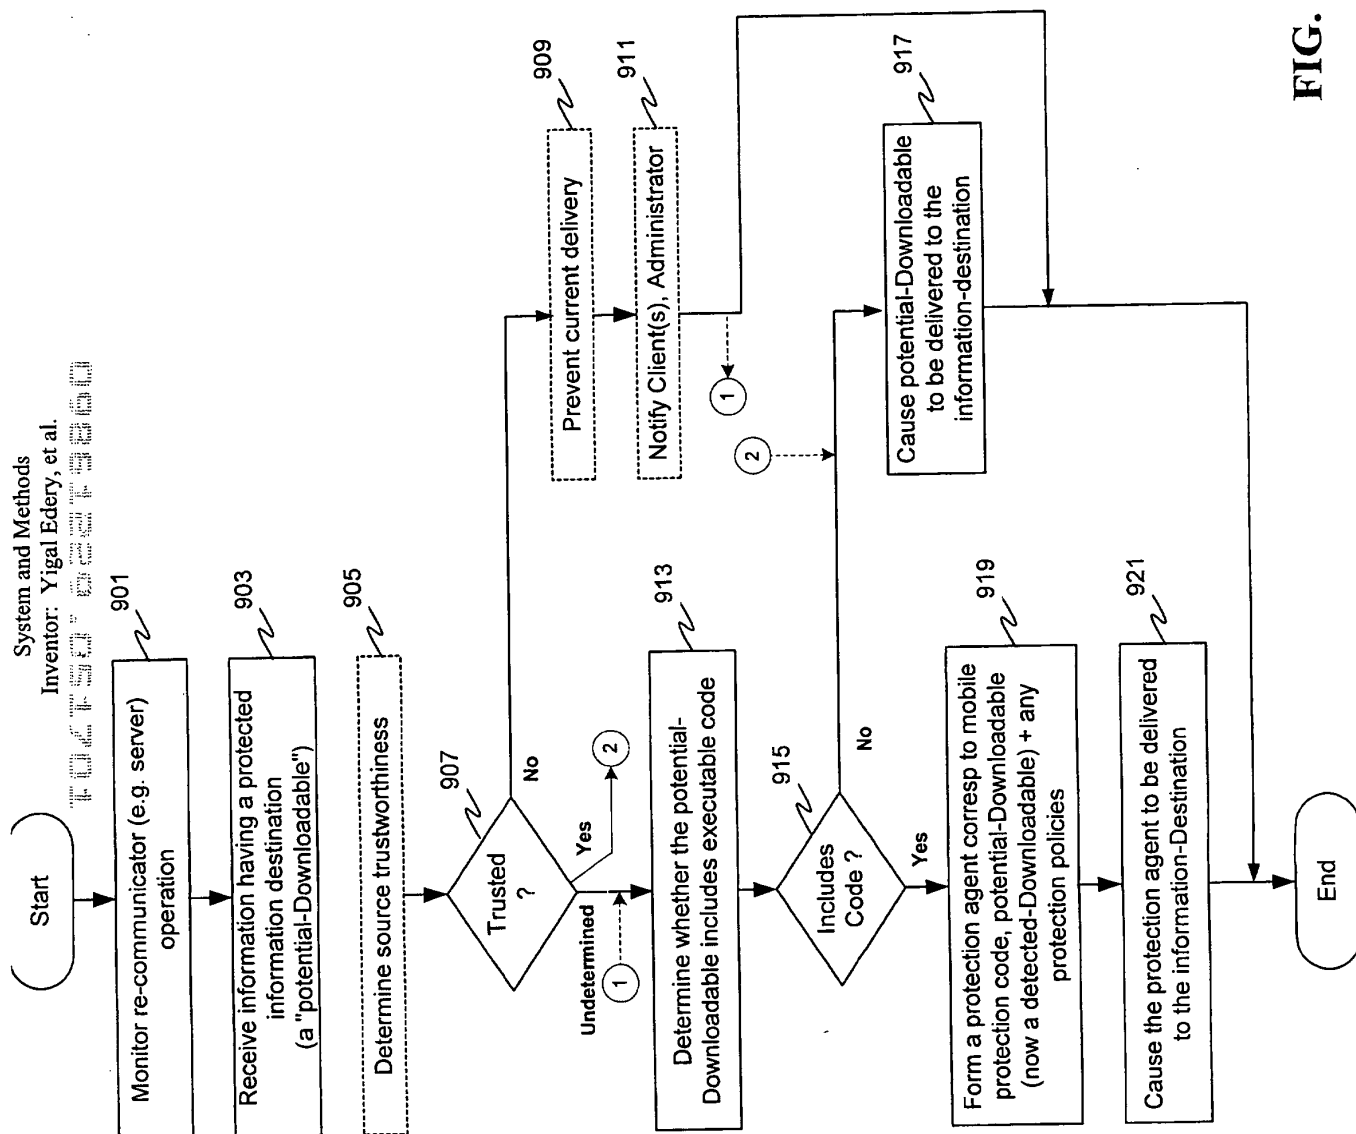 System and Methods
Inventor: Yigal Edery, et al.
Start
901
Monitor re-communicator (e.g. server)
operation
903
Receive information having a protected
information destination
(a "potential-Downloadable")
905
Determine source trustworthiness
907
Trusted
?
No
Yes
2
Undetermined
1
909
Prevent current delivery
911
Notify Client(s), Administrator
1
913
Determine whether the potential-
Downloadable includes executable code
915
Includes
Code ?
No
2
Yes
917
Cause potential-Downloadable
to be delivered to the
information-destination
919
Form a protection agent corresp to mobile
protection code, potential-Downloadable
(now a detected-Downloadable) + any
protection policies
921
Cause the protection agent to be delivered
to the information-Destination
End
FIG.